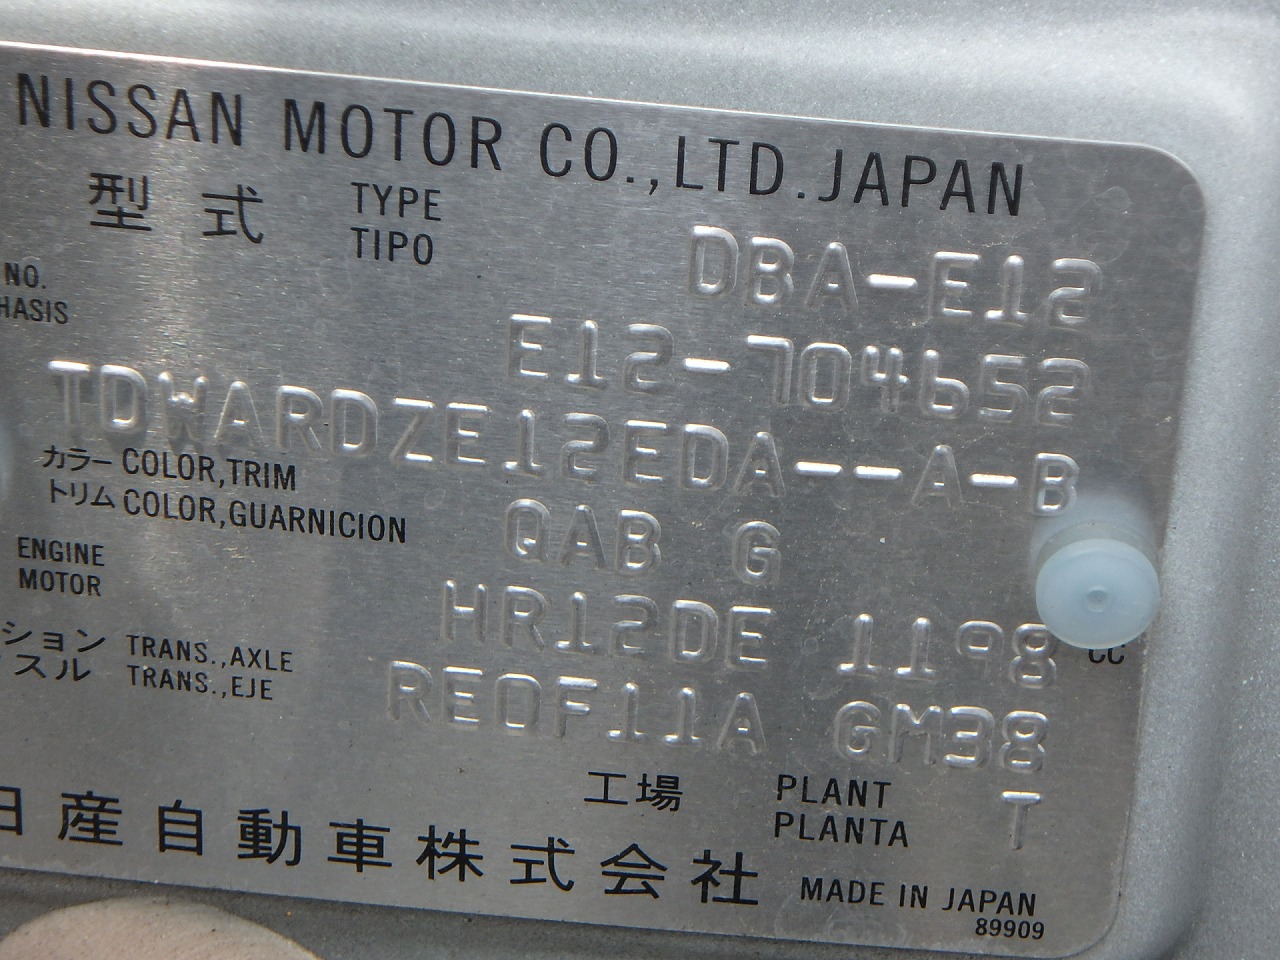 NISSAN MOTOR CO.,LTD.JAPAN
型式 TYPE
TIPO
DBA-E12
NO.
HASIS
E12-704652
TDWARDZE12EDA--A-B
カラー COLOR,TRIM
トリム COLOR,GUARNICION
QAB G
ENGINE
MOTOR
HR12DE 1198 CC
ション TRANS.,AXLE
スル TRANS.,EJE
RE0F11A GM38
工場 PLANT
PLANTA
T
日産自動車株式会社 MADE IN JAPAN
89909